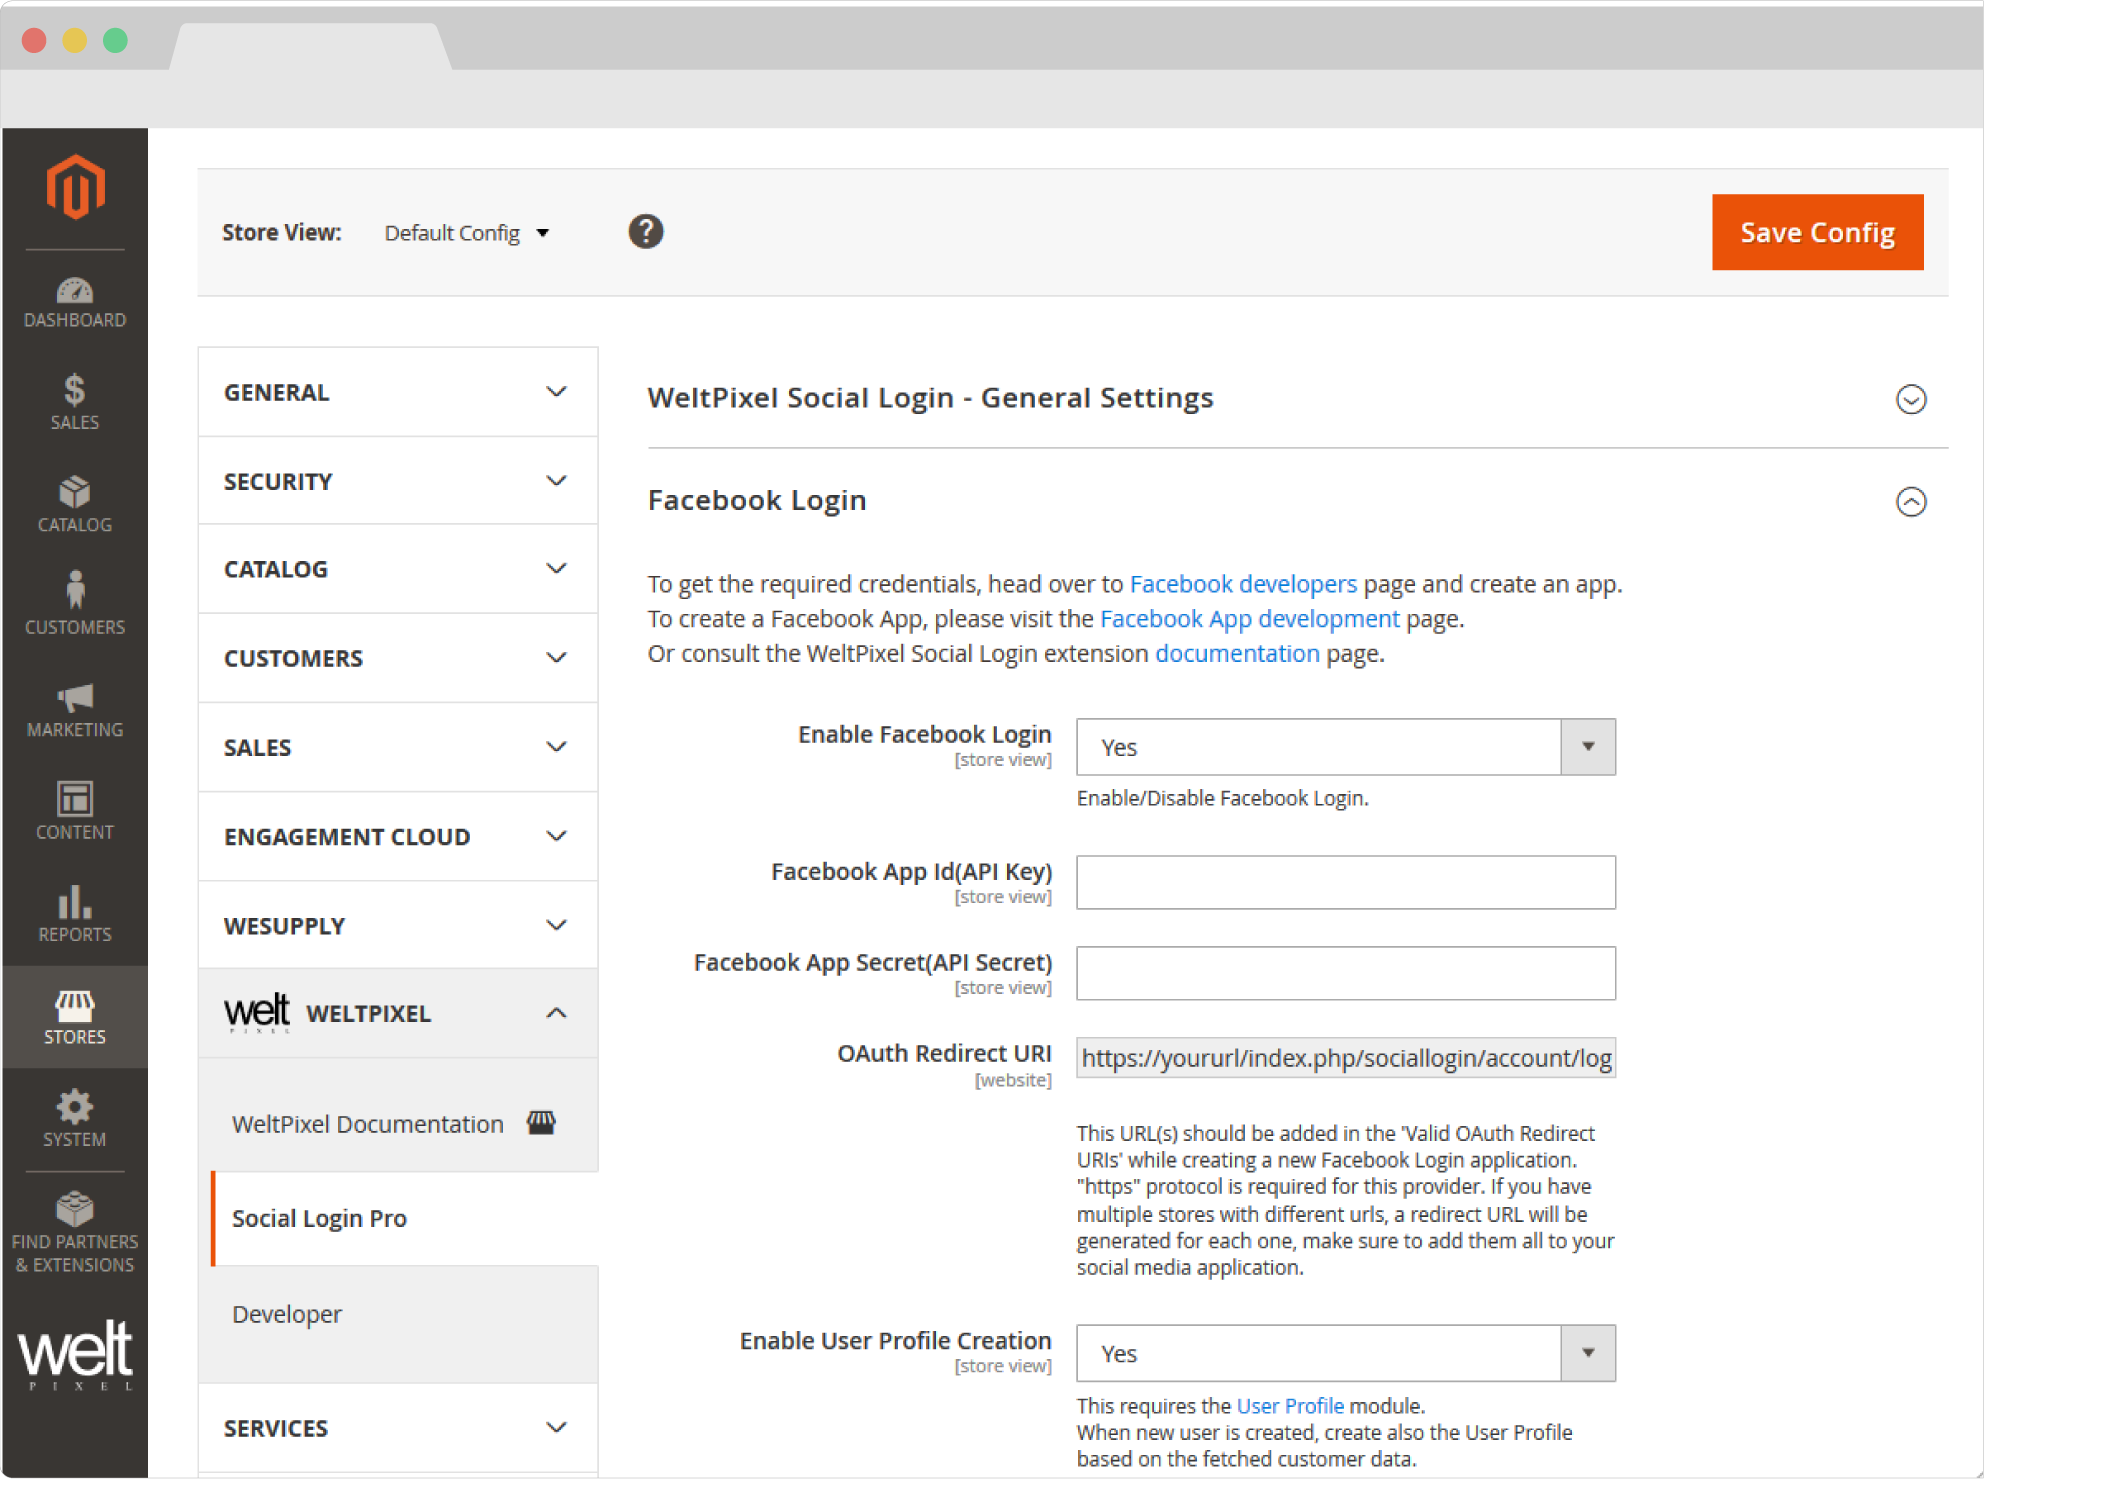 DASHBOARD
SALES
CATALOG
CUSTOMERS
MARKETING
CONTENT
REPORTS
STORES
SYSTEM
FIND PARTNERS
& EXTENSIONS
welt
PIXEL
Store View: Default Config ?
Save Config
GENERAL
SECURITY
CATALOG
CUSTOMERS
SALES
ENGAGEMENT CLOUD
WESUPPLY
welt PIXEL WELTPIXEL
WeltPixel Documentation
Social Login Pro
Developer
SERVICES
WeltPixel Social Login - General Settings
Facebook Login
To get the required credentials, head over to Facebook developers page and create an app.
To create a Facebook App, please visit the Facebook App development page.
Or consult the WeltPixel Social Login extension documentation page.
Enable Facebook Login
[store view]
Yes
Enable/Disable Facebook Login.
Facebook App Id(API Key)
[store view]
Facebook App Secret(API Secret)
[store view]
OAuth Redirect URI
[website]
https://yoururl/index.php/sociallogin/account/log
This URL(s) should be added in the 'Valid OAuth Redirect
URIs' while creating a new Facebook Login application.
"https" protocol is required for this provider. If you have
multiple stores with different urls, a redirect URL will be
generated for each one, make sure to add them all to your
social media application.
Enable User Profile Creation
[store view]
Yes
This requires the User Profile module.
When new user is created, create also the User Profile
based on the fetched customer data.